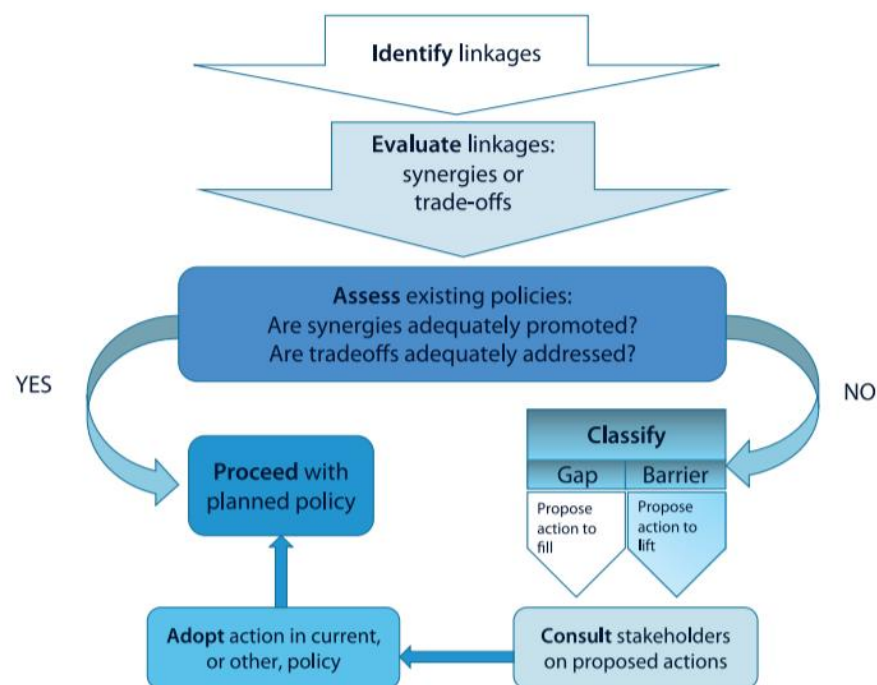 Identify linkages
Evaluate linkages:
synergies or
trade-offs
Assess existing policies:
Are synergies adequately promoted?
Are tradeoffs adequately addressed?
YES
NO
Classify
Gap
Barrier
Propose
action to
fill
Propose
action to
lift
Proceed with
planned policy
Adopt action in current,
or other, policy
Consult stakeholders
on proposed actions